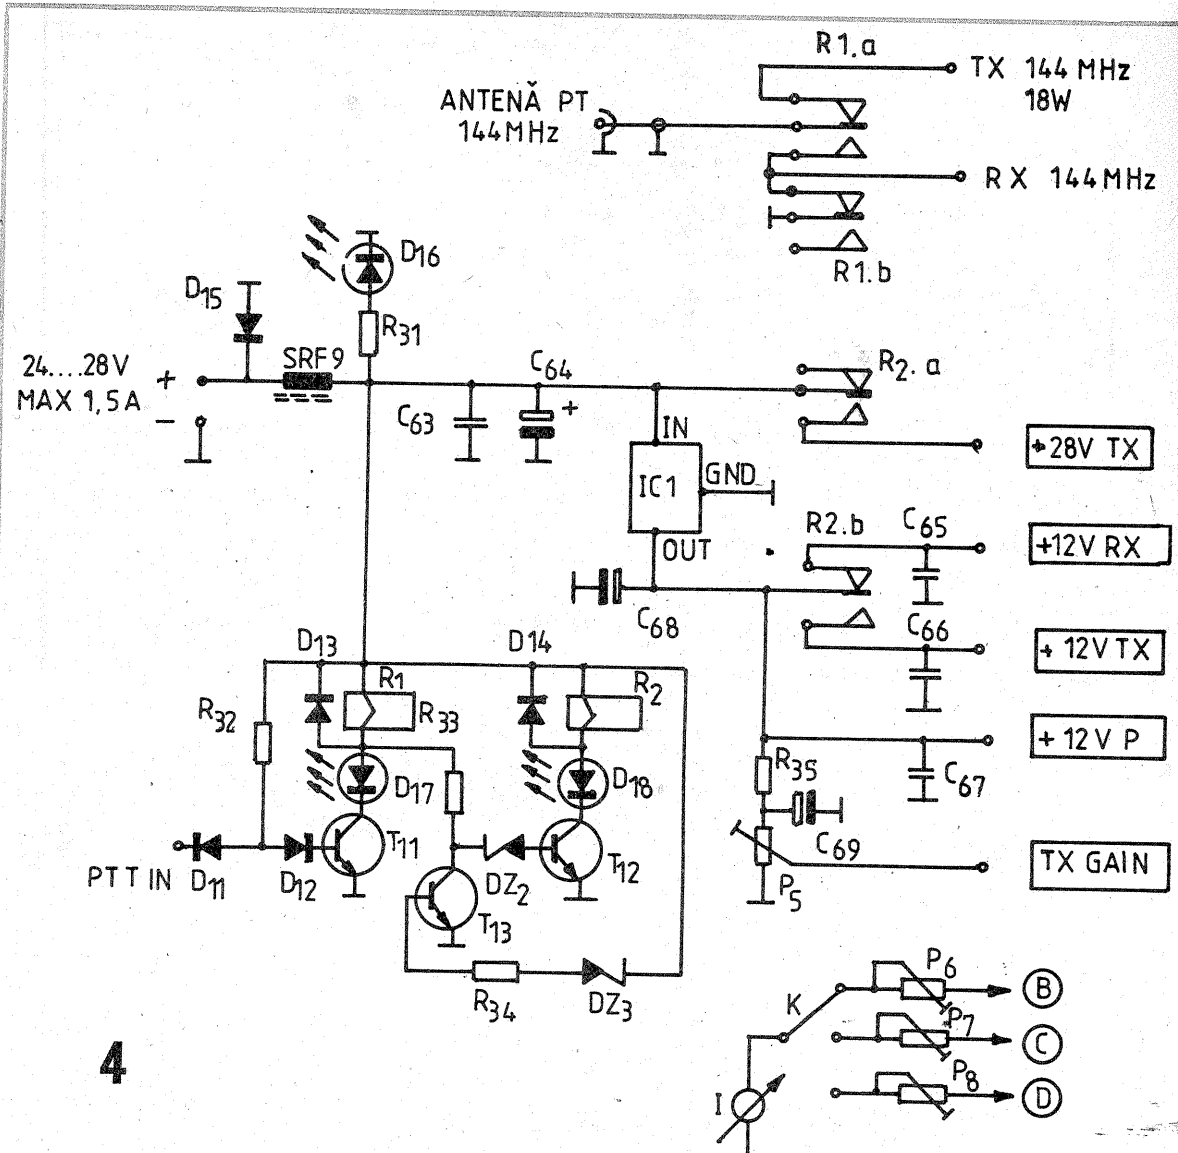 R1.a
TX 144 MHz
18W
ANTENĂ PT
144MHz
RX 144MHz
R1.b
D16
D15
R31
24....28V
MAX 1,5A
+
−
SRF9
C63
C64
+
R2.a
IN
IC1
GND
OUT
+28V TX
R2.b
C65
+12V RX
C68
C66
+ 12V TX
D13
D14
R1
R33
R2
R32
D17
D18
R35
C67
+ 12V P
PTT IN
D11
D12
T11
DZ2
T12
T13
C69
P5
TX GAIN
R34
DZ3
K
P6
B
P7
C
P8
D
I
4